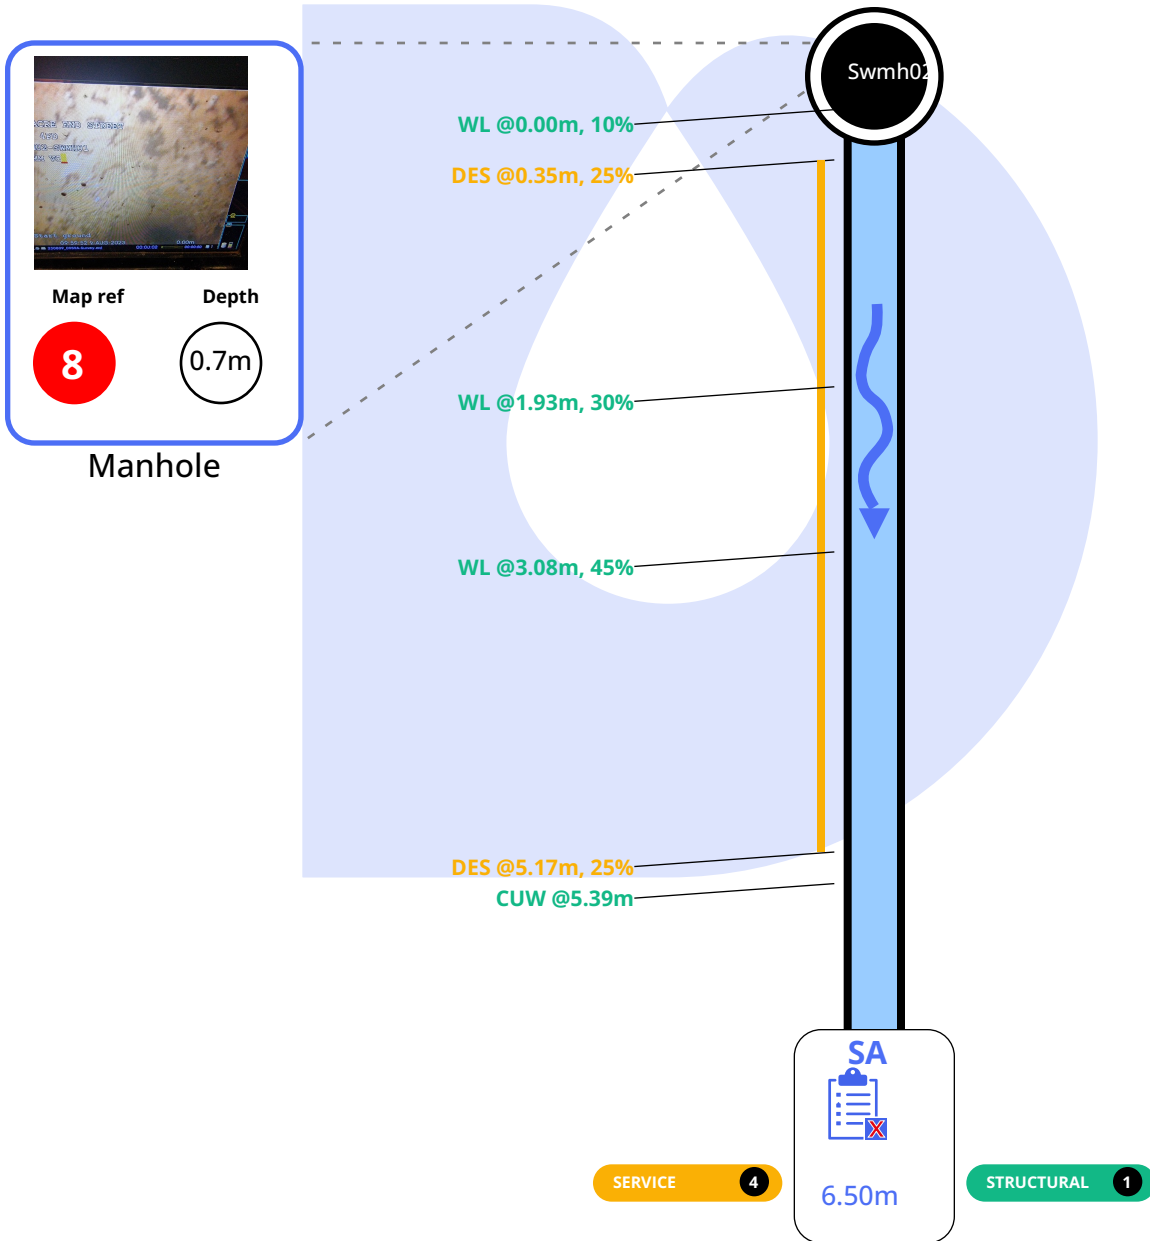 Swmh02
WL @0.00m, 10%
DES @0.35m, 25%
Map ref
Depth
8
0.7m
Manhole
WL @1.93m, 30%
WL @3.08m, 45%
DES @5.17m, 25%
CUW @5.39m
SA
X
6.50m
SERVICE 4
STRUCTURAL 1